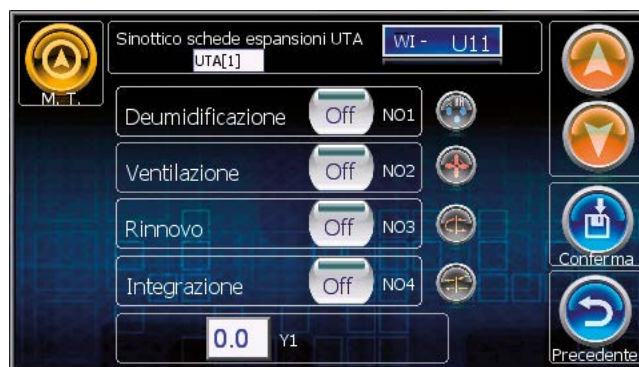 Sinottico schede espansioni UTA
WI - U11
UTA[1]
M. T.
Deumidificazione Off NO1
Ventilazione Off NO2
Rinnovo Off NO3
Conferma
Integrazione Off NO4
0.0 Y1
Precedente